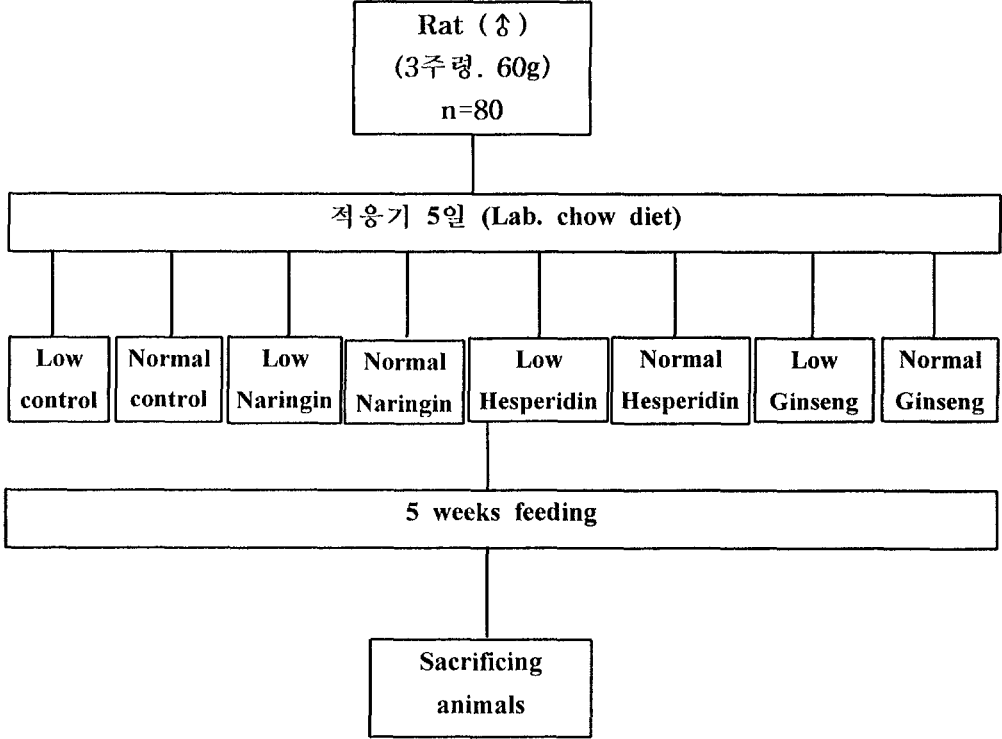 Rat (♂)
(3주령. 60g)
n=80
적응기 5일 (Lab. chow diet)
Low
control
Normal
control
Low
Naringin
Normal
Naringin
Low
Hesperidin
Normal
Hesperidin
Low
Ginseng
Normal
Ginseng
5 weeks feeding
Sacrificing
animals